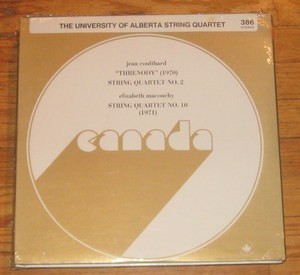 THE UNIVERSITY OF ALBERTA STRING QUARTET
386
jean coulthard
"THRENODY" (1970)
STRING QUARTET NO. 2
elizabeth maconchy
STRING QUARTET NO. 10
(1971)
canada